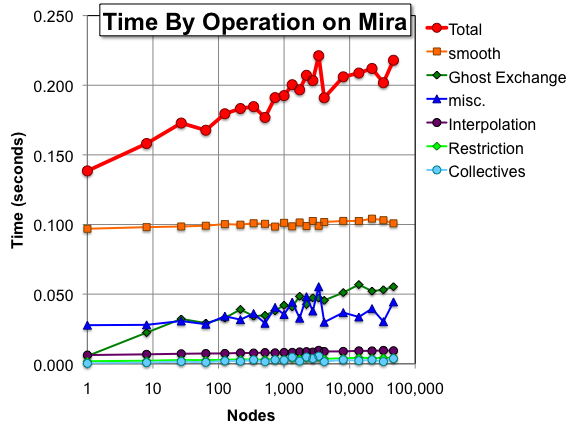 Time By Operation on Mira
0.250
0.200
0.150
0.100
0.050
0.000
Time (seconds)
1
10
100
1,000
10,000
100,000
Nodes
Total
smooth
Ghost Exchange
misc.
Interpolation
Restriction
Collectives